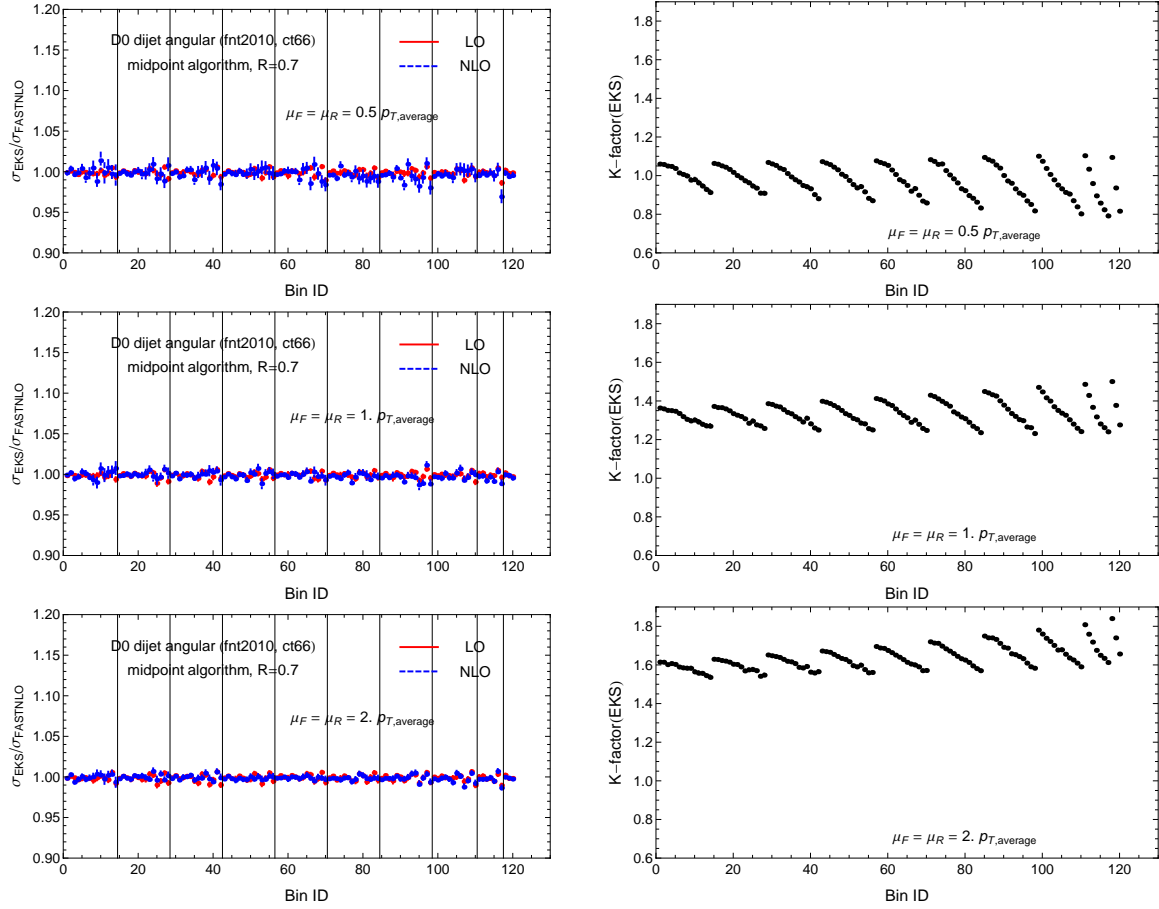 1.20
1.15
1.10
1.05
1.00
0.95
0.90
σEKS/σFASTNLO
D0 dijet angular (fnt2010, ct66)
midpoint algorithm, R=0.7
LO
NLO
μF = μR = 0.5 pT,average
0 20 40 60 80 100 120
Bin ID
1.8
1.6
1.4
1.2
1.0
0.8
0.6
K-factor(EKS)
μF = μR = 0.5 pT,average
0 20 40 60 80 100 120
Bin ID
1.20
1.15
1.10
1.05
1.00
0.95
0.90
σEKS/σFASTNLO
D0 dijet angular (fnt2010, ct66)
midpoint algorithm, R=0.7
LO
NLO
μF = μR = 1. pT,average
0 20 40 60 80 100 120
Bin ID
1.8
1.6
1.4
1.2
1.0
0.8
0.6
K-factor(EKS)
μF = μR = 1. pT,average
0 20 40 60 80 100 120
Bin ID
1.20
1.15
1.10
1.05
1.00
0.95
0.90
σEKS/σFASTNLO
D0 dijet angular (fnt2010, ct66)
midpoint algorithm, R=0.7
LO
NLO
μF = μR = 2. pT,average
0 20 40 60 80 100 120
Bin ID
1.8
1.6
1.4
1.2
1.0
0.8
0.6
K-factor(EKS)
μF = μR = 2. pT,average
0 20 40 60 80 100 120
Bin ID